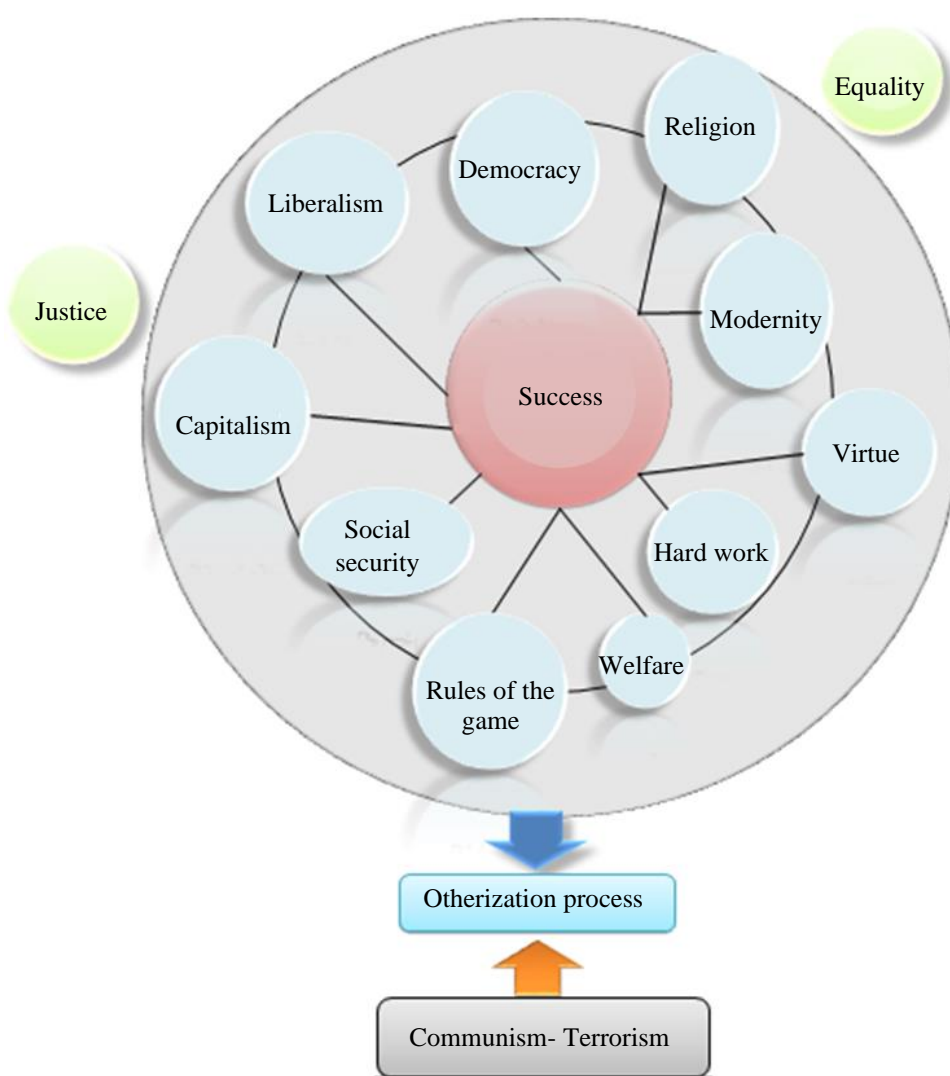 Equality
Religion
Democracy
Liberalism
Justice
Modernity
Success
Capitalism
Virtue
Social
security
Hard work
Welfare
Rules of the
game
Otherization process
Communism- Terrorism